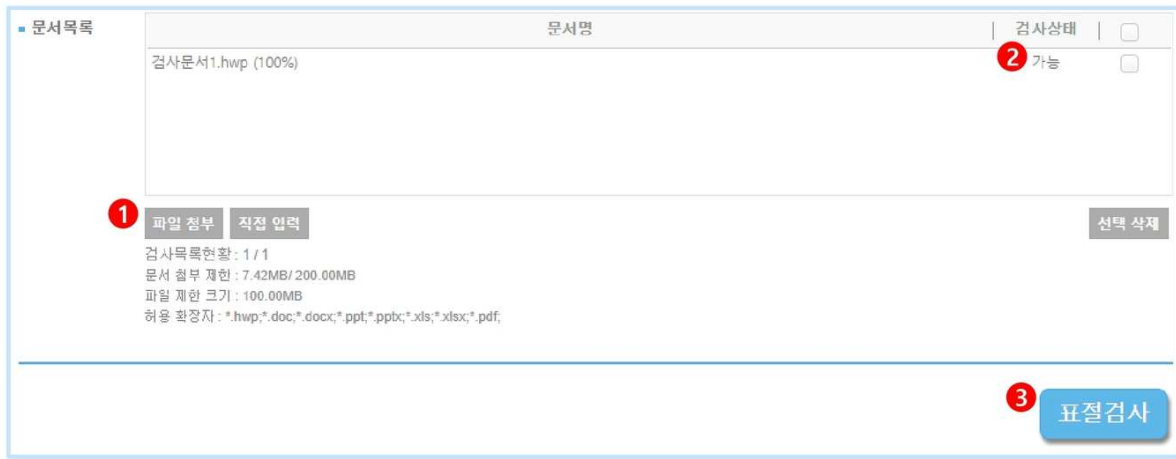 문서목록
문서명 | 검사상태 |
검사문서1.hwp (100%)
2 가능
1 파일 첨부 직접 입력 선택 삭제
검사목록현황 : 1 / 1
문서 첨부 제한 : 7.42MB/ 200.00MB
파일 제한 크기 : 100.00MB
허용 확장자 : *.hwp;*.doc;*.docx;*.ppt;*.pptx;*.xls;*.xlsx;*.pdf;
3 표절검사